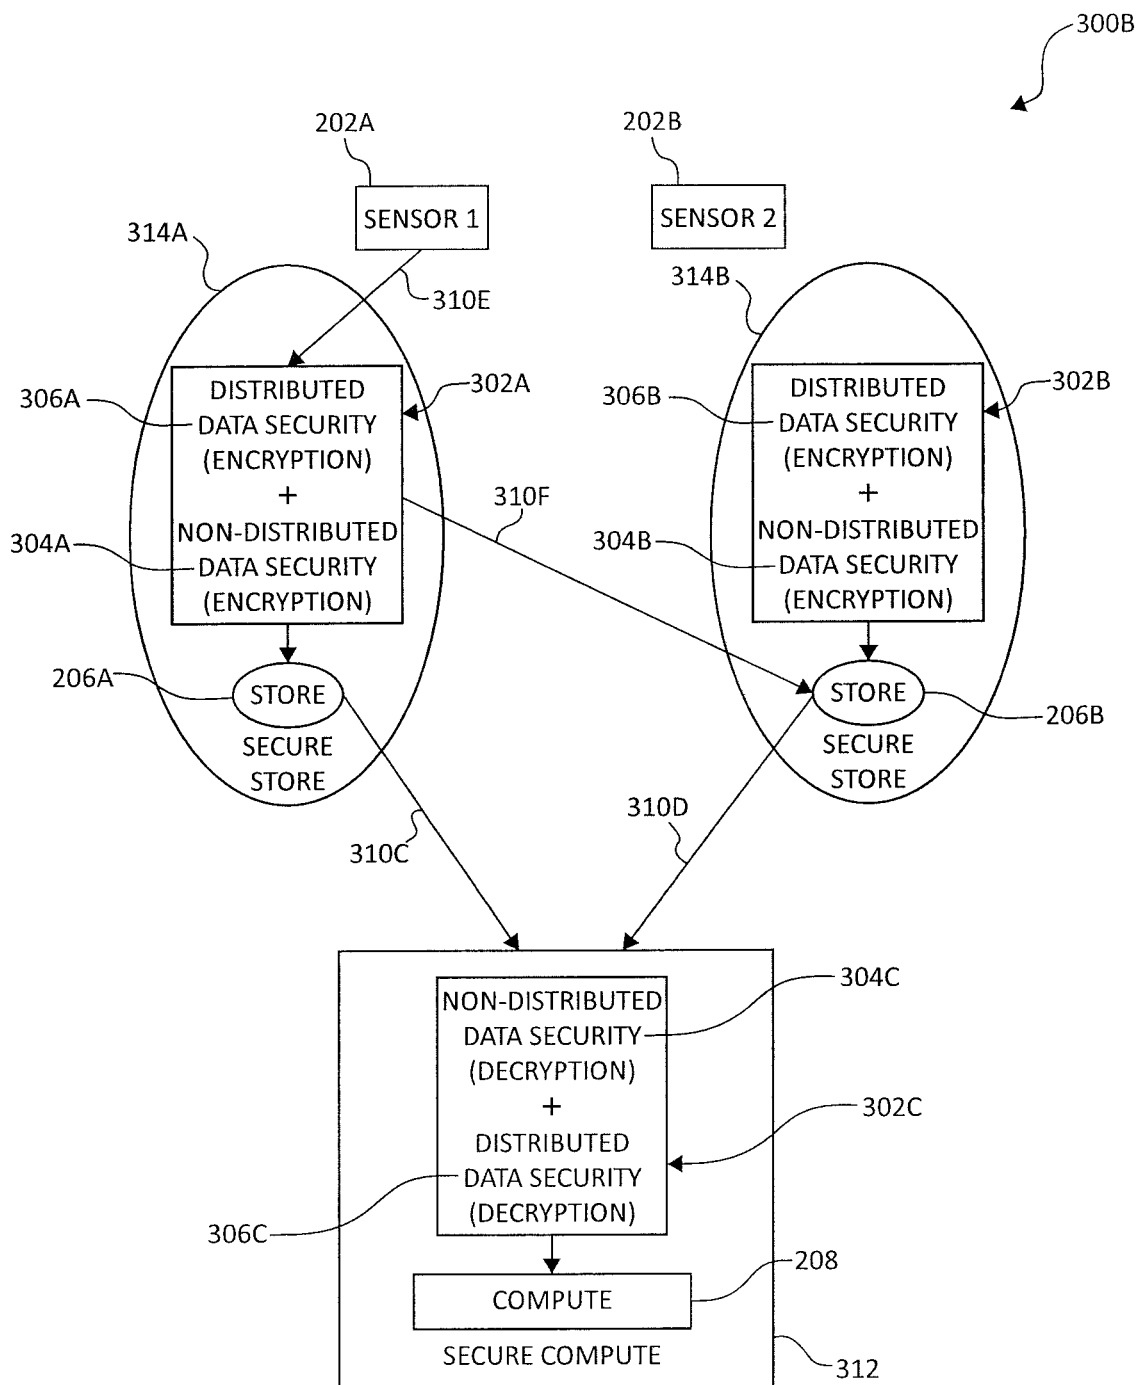 300B
202A
202B
SENSOR 1
SENSOR 2
314A
310E
314B
306A
DISTRIBUTED
DATA SECURITY
(ENCRYPTION)
+
NON-DISTRIBUTED
DATA SECURITY
(ENCRYPTION)
302A
304A
310F
306B
DISTRIBUTED
DATA SECURITY
(ENCRYPTION)
+
NON-DISTRIBUTED
DATA SECURITY
(ENCRYPTION)
302B
304B
206A
STORE
SECURE
STORE
STORE
206B
SECURE
STORE
310C
310D
NON-DISTRIBUTED
DATA SECURITY
(DECRYPTION)
+
DISTRIBUTED
DATA SECURITY
(DECRYPTION)
304C
302C
306C
208
COMPUTE
SECURE COMPUTE
312